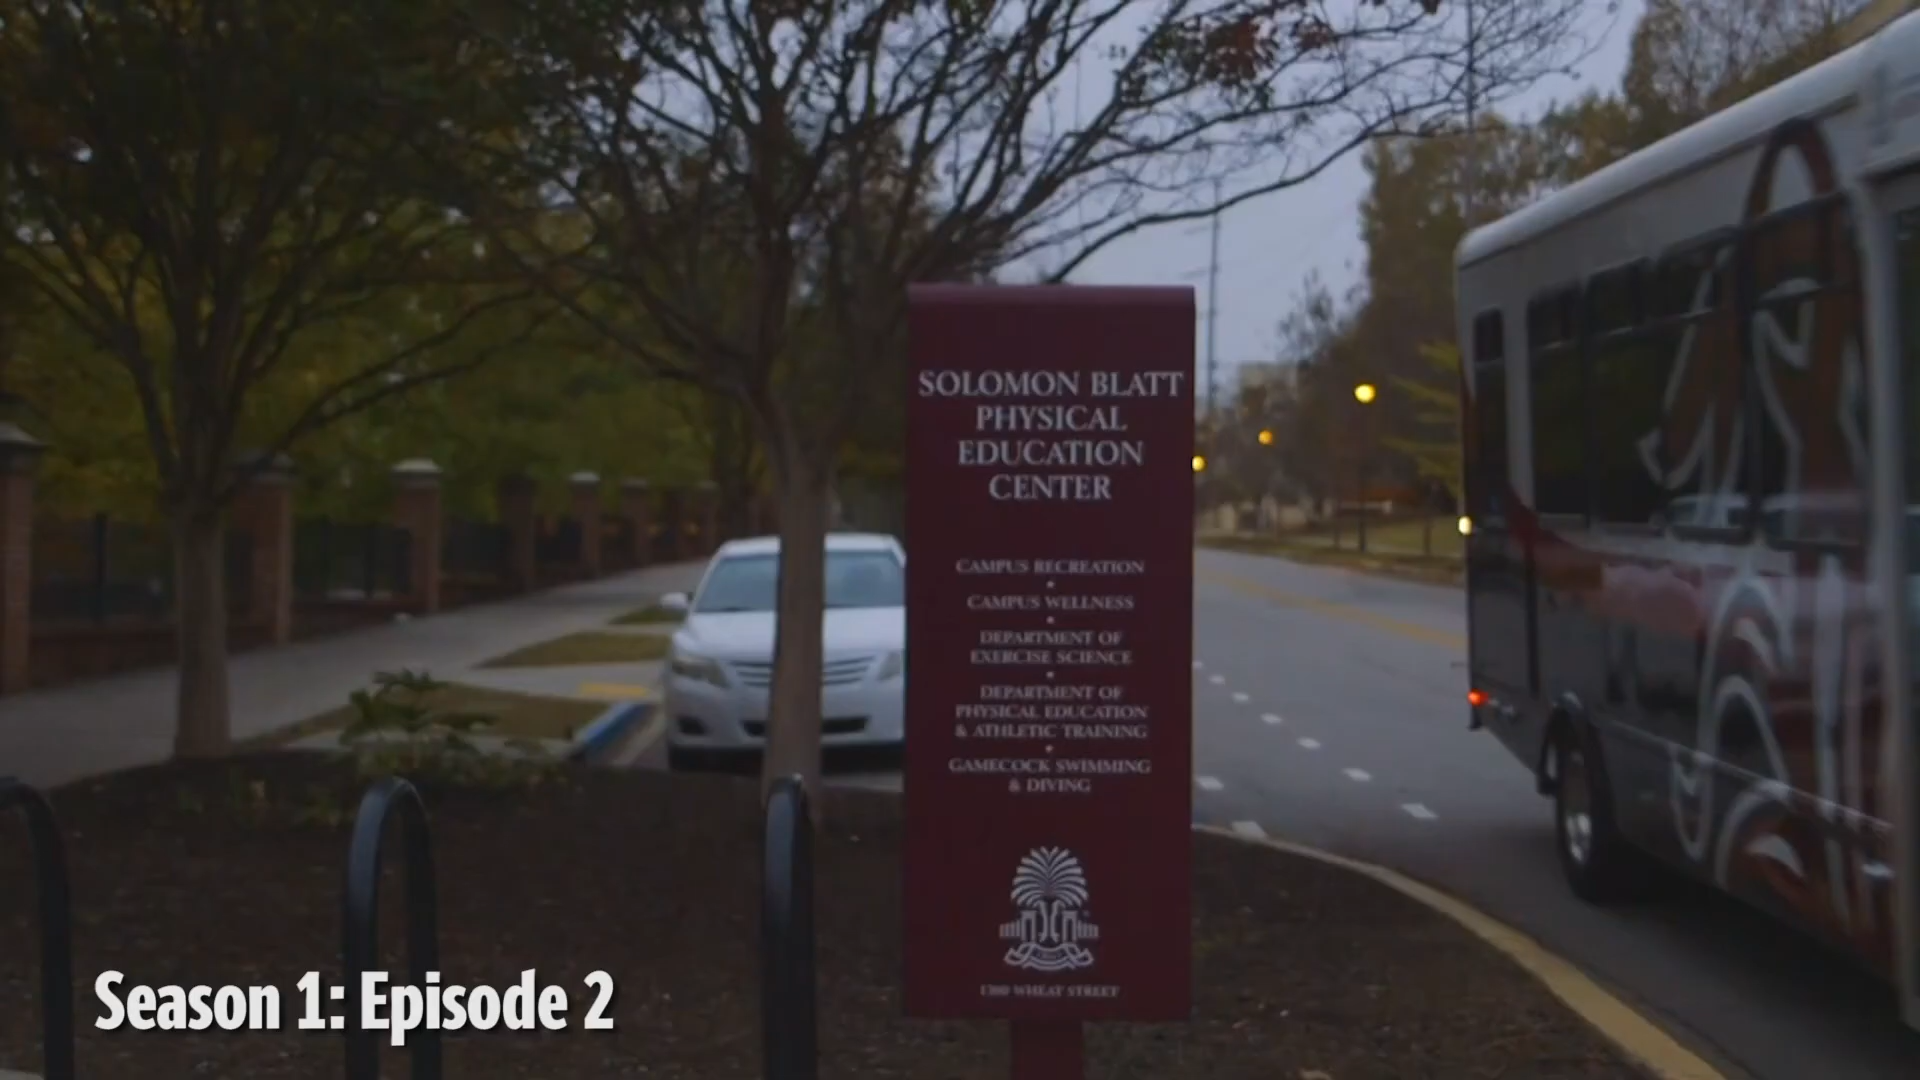 SOLOMON BLATT
PHYSICAL
EDUCATION
CENTER
CAMPUS RECREATION
CAMPUS WELLNESS
DEPARTMENT OF
EXERCISE SCIENCE
DEPARTMENT OF
PHYSICAL EDUCATION
& ATHLETIC TRAINING
GAMECOCK SWIMMING
& DIVING
1300 WHEAT STREET
Season 1: Episode 2